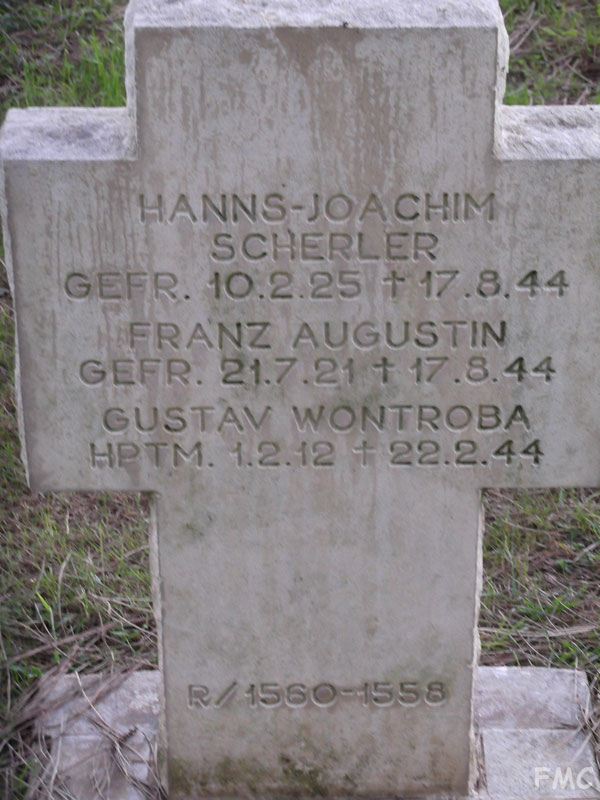 HANNS-JOACHIM
SCHERLER
GEFR. 10.2.25 ✝ 17.8.44
FRANZ AUGUSTIN
GEFR. 21.7.21 ✝ 17.8.44
GUSTAV WONTROBA
HPTM. 1.2.12 ✝ 22.2.44
R/1560-1558
FMC